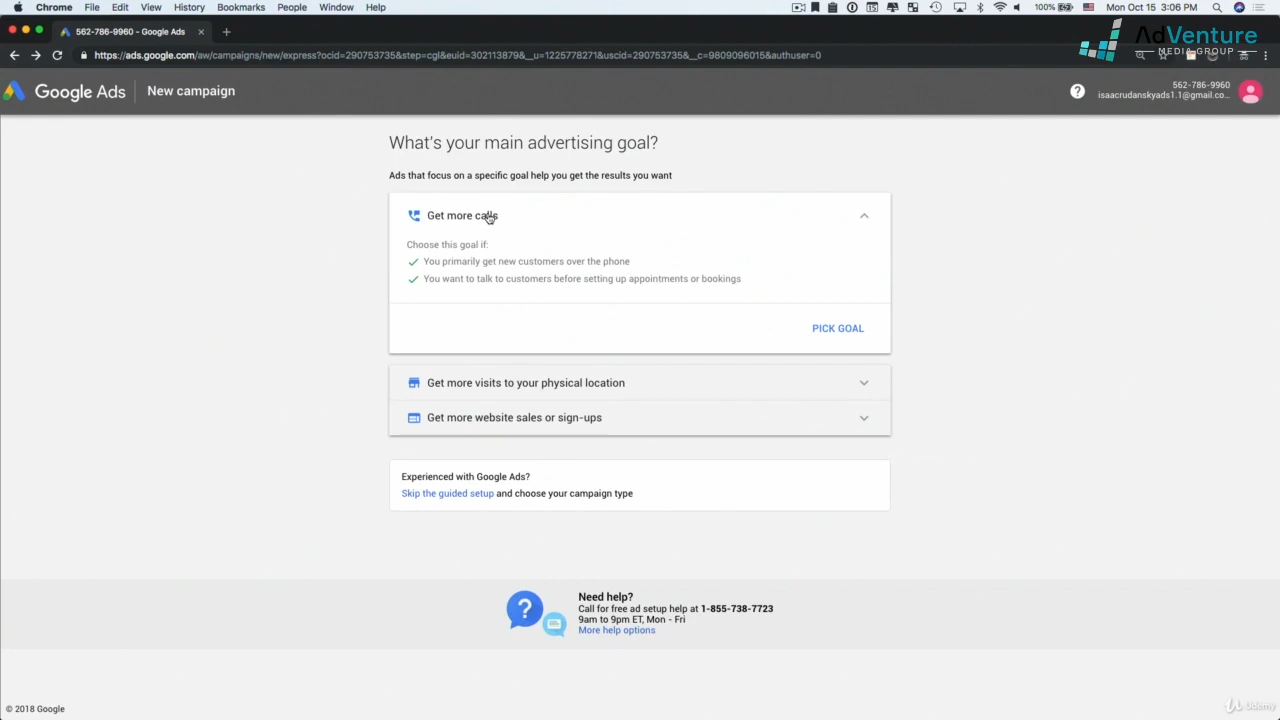 Chrome File Edit View History Bookmarks People Window Help 100% Mon Oct 15 3:06 PM
562-786-9960 - Google Ads
AdVenture
MEDIA GROUP
https://ads.google.com/aw/campaigns/new/express?ocid=290753735&step=cgl&euid=302113879&__u=1225778271&uscid=290753735&__c=9809096015&authuser=0
Google Ads New campaign
562-786-9960
isaacrudanskyads1.1@gmail.co...
What's your main advertising goal?
Ads that focus on a specific goal help you get the results you want
Get more calls
Choose this goal if:
You primarily get new customers over the phone
You want to talk to customers before setting up appointments or bookings
PICK GOAL
Get more visits to your physical location
Get more website sales or sign-ups
Experienced with Google Ads?
Skip the guided setup and choose your campaign type
Need help?
Call for free ad setup help at 1-855-738-7723
9am to 9pm ET, Mon - Fri
More help options
© 2018 Google
Udemy